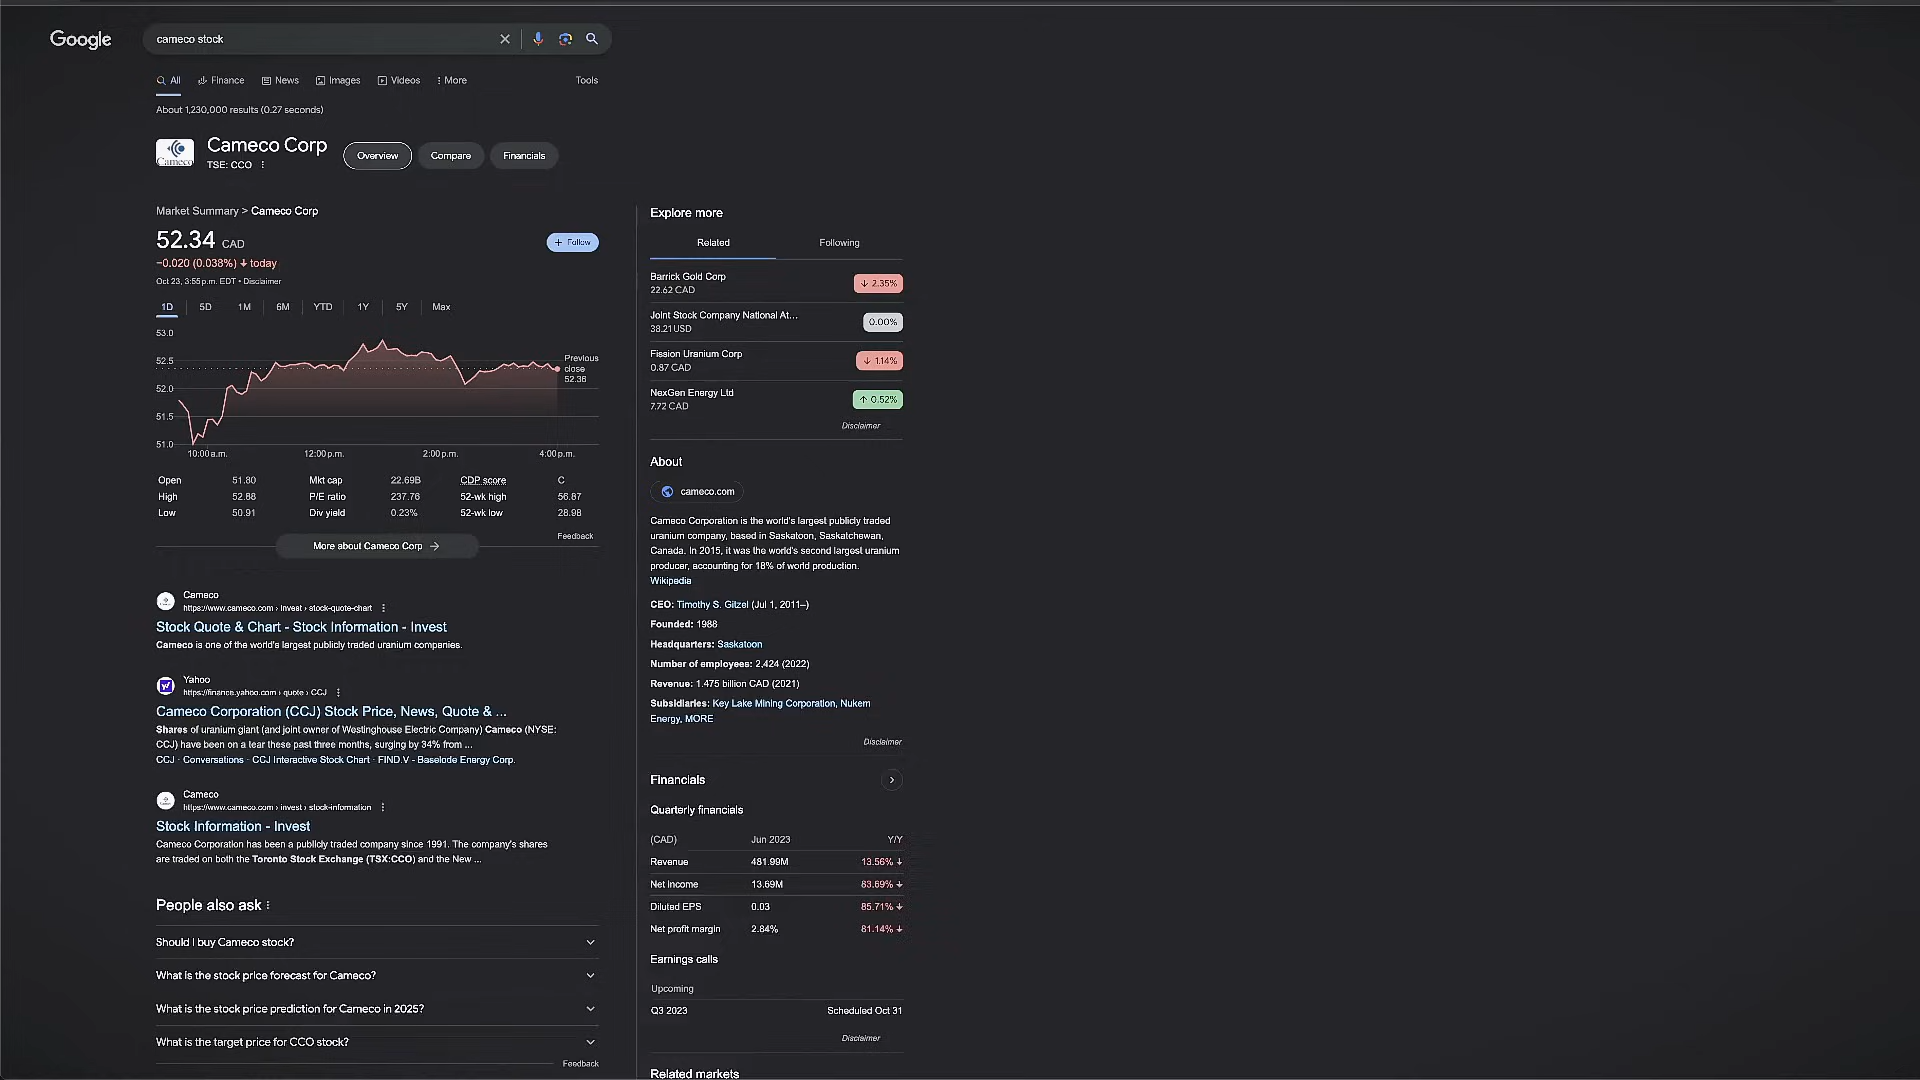 Google
cameco stock
All
Finance
News
Images
Videos
More
Tools
About 1,230,000 results (0.27 seconds)
Cameco
Cameco Corp
TSE: CCO
Overview
Compare
Financials
Market Summary > Cameco Corp
52.34 CAD
+ Follow
−0.020 (0.038%) ↓ today
Oct 23, 3:55 p.m. EDT • Disclaimer
1D
5D
1M
6M
YTD
1Y
5Y
Max
53.0
52.5
52.0
51.5
51.0
Previous
close
52.36
10:00 a.m.
12:00 p.m.
2:00 p.m.
4:00 p.m.
Open 51.80 Mkt cap 22.69B CDP score C
High 52.88 P/E ratio 237.76 52-wk high 56.87
Low 50.91 Div yield 0.23% 52-wk low 28.98
Feedback
More about Cameco Corp →
Cameco
https://www.cameco.com › invest › stock-quote-chart
Stock Quote & Chart - Stock Information - Invest
Cameco is one of the world's largest publicly traded uranium companies.
Yahoo
https://finance.yahoo.com › quote › CCJ
Cameco Corporation (CCJ) Stock Price, News, Quote & ...
Shares of uranium giant (and joint owner of Westinghouse Electric Company) Cameco (NYSE:
CCJ) have been on a tear these past three months, surging by 34% from ...
CCJ · Conversations · CCJ Interactive Stock Chart · FIND.V - Baselode Energy Corp.
Cameco
https://www.cameco.com › invest › stock-information
Stock Information - Invest
Cameco Corporation has been a publicly traded company since 1991. The company's shares
are traded on both the Toronto Stock Exchange (TSX:CCO) and the New ...
People also ask
Should I buy Cameco stock?
What is the stock price forecast for Cameco?
What is the stock price prediction for Cameco in 2025?
What is the target price for CCO stock?
Feedback
Explore more
Related
Following
Barrick Gold Corp
22.62 CAD
↓ 2.35%
Joint Stock Company National At...
38.21 USD
0.00%
Fission Uranium Corp
0.87 CAD
↓ 1.14%
NexGen Energy Ltd
7.72 CAD
↑ 0.52%
Disclaimer
About
cameco.com
Cameco Corporation is the world's largest publicly traded
uranium company, based in Saskatoon, Saskatchewan,
Canada. In 2015, it was the world's second largest uranium
producer, accounting for 18% of world production.
Wikipedia
CEO: Timothy S. Gitzel (Jul 1, 2011–)
Founded: 1988
Headquarters: Saskatoon
Number of employees: 2,424 (2022)
Revenue: 1.475 billion CAD (2021)
Subsidiaries: Key Lake Mining Corporation, Nukem
Energy, MORE
Disclaimer
Financials
Quarterly financials
(CAD) Jun 2023 Y/Y
Revenue 481.99M 13.56% ↓
Net income 13.69M 83.69% ↓
Diluted EPS 0.03 85.71% ↓
Net profit margin 2.84% 81.14% ↓
Earnings calls
Upcoming
Q3 2023 Scheduled Oct 31
Disclaimer
Related markets